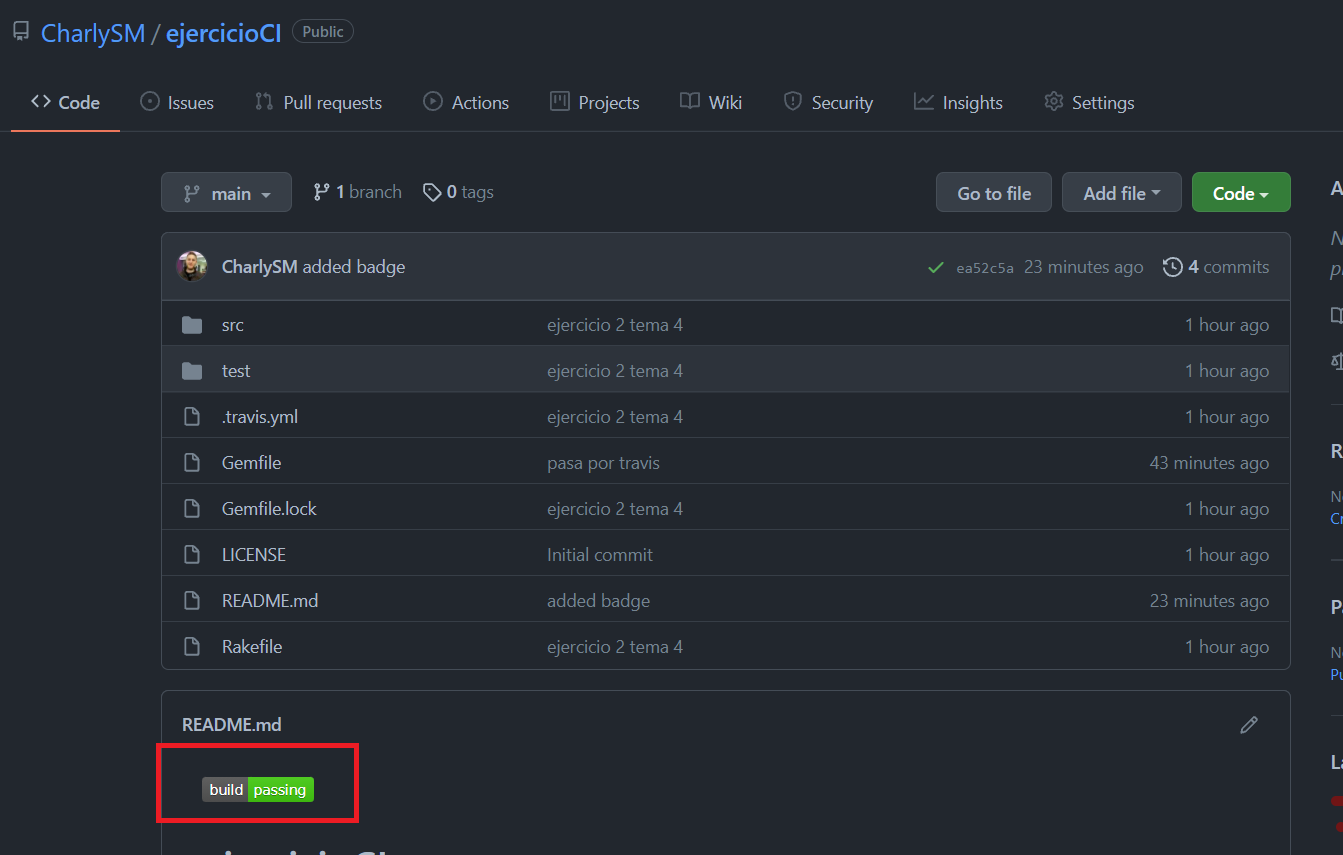 CharlySM / ejercicioCI Public
Code Issues Pull requests Actions Projects Wiki Security Insights Settings
main 1 branch 0 tags Go to file Add file Code
CharlySM added badge ea52c5a 23 minutes ago 4 commits
src ejercicio 2 tema 4 1 hour ago
test ejercicio 2 tema 4 1 hour ago
.travis.yml ejercicio 2 tema 4 1 hour ago
Gemfile pasa por travis 43 minutes ago
Gemfile.lock ejercicio 2 tema 4 1 hour ago
LICENSE Initial commit 1 hour ago
README.md added badge 23 minutes ago
Rakefile ejercicio 2 tema 4 1 hour ago
README.md
build passing